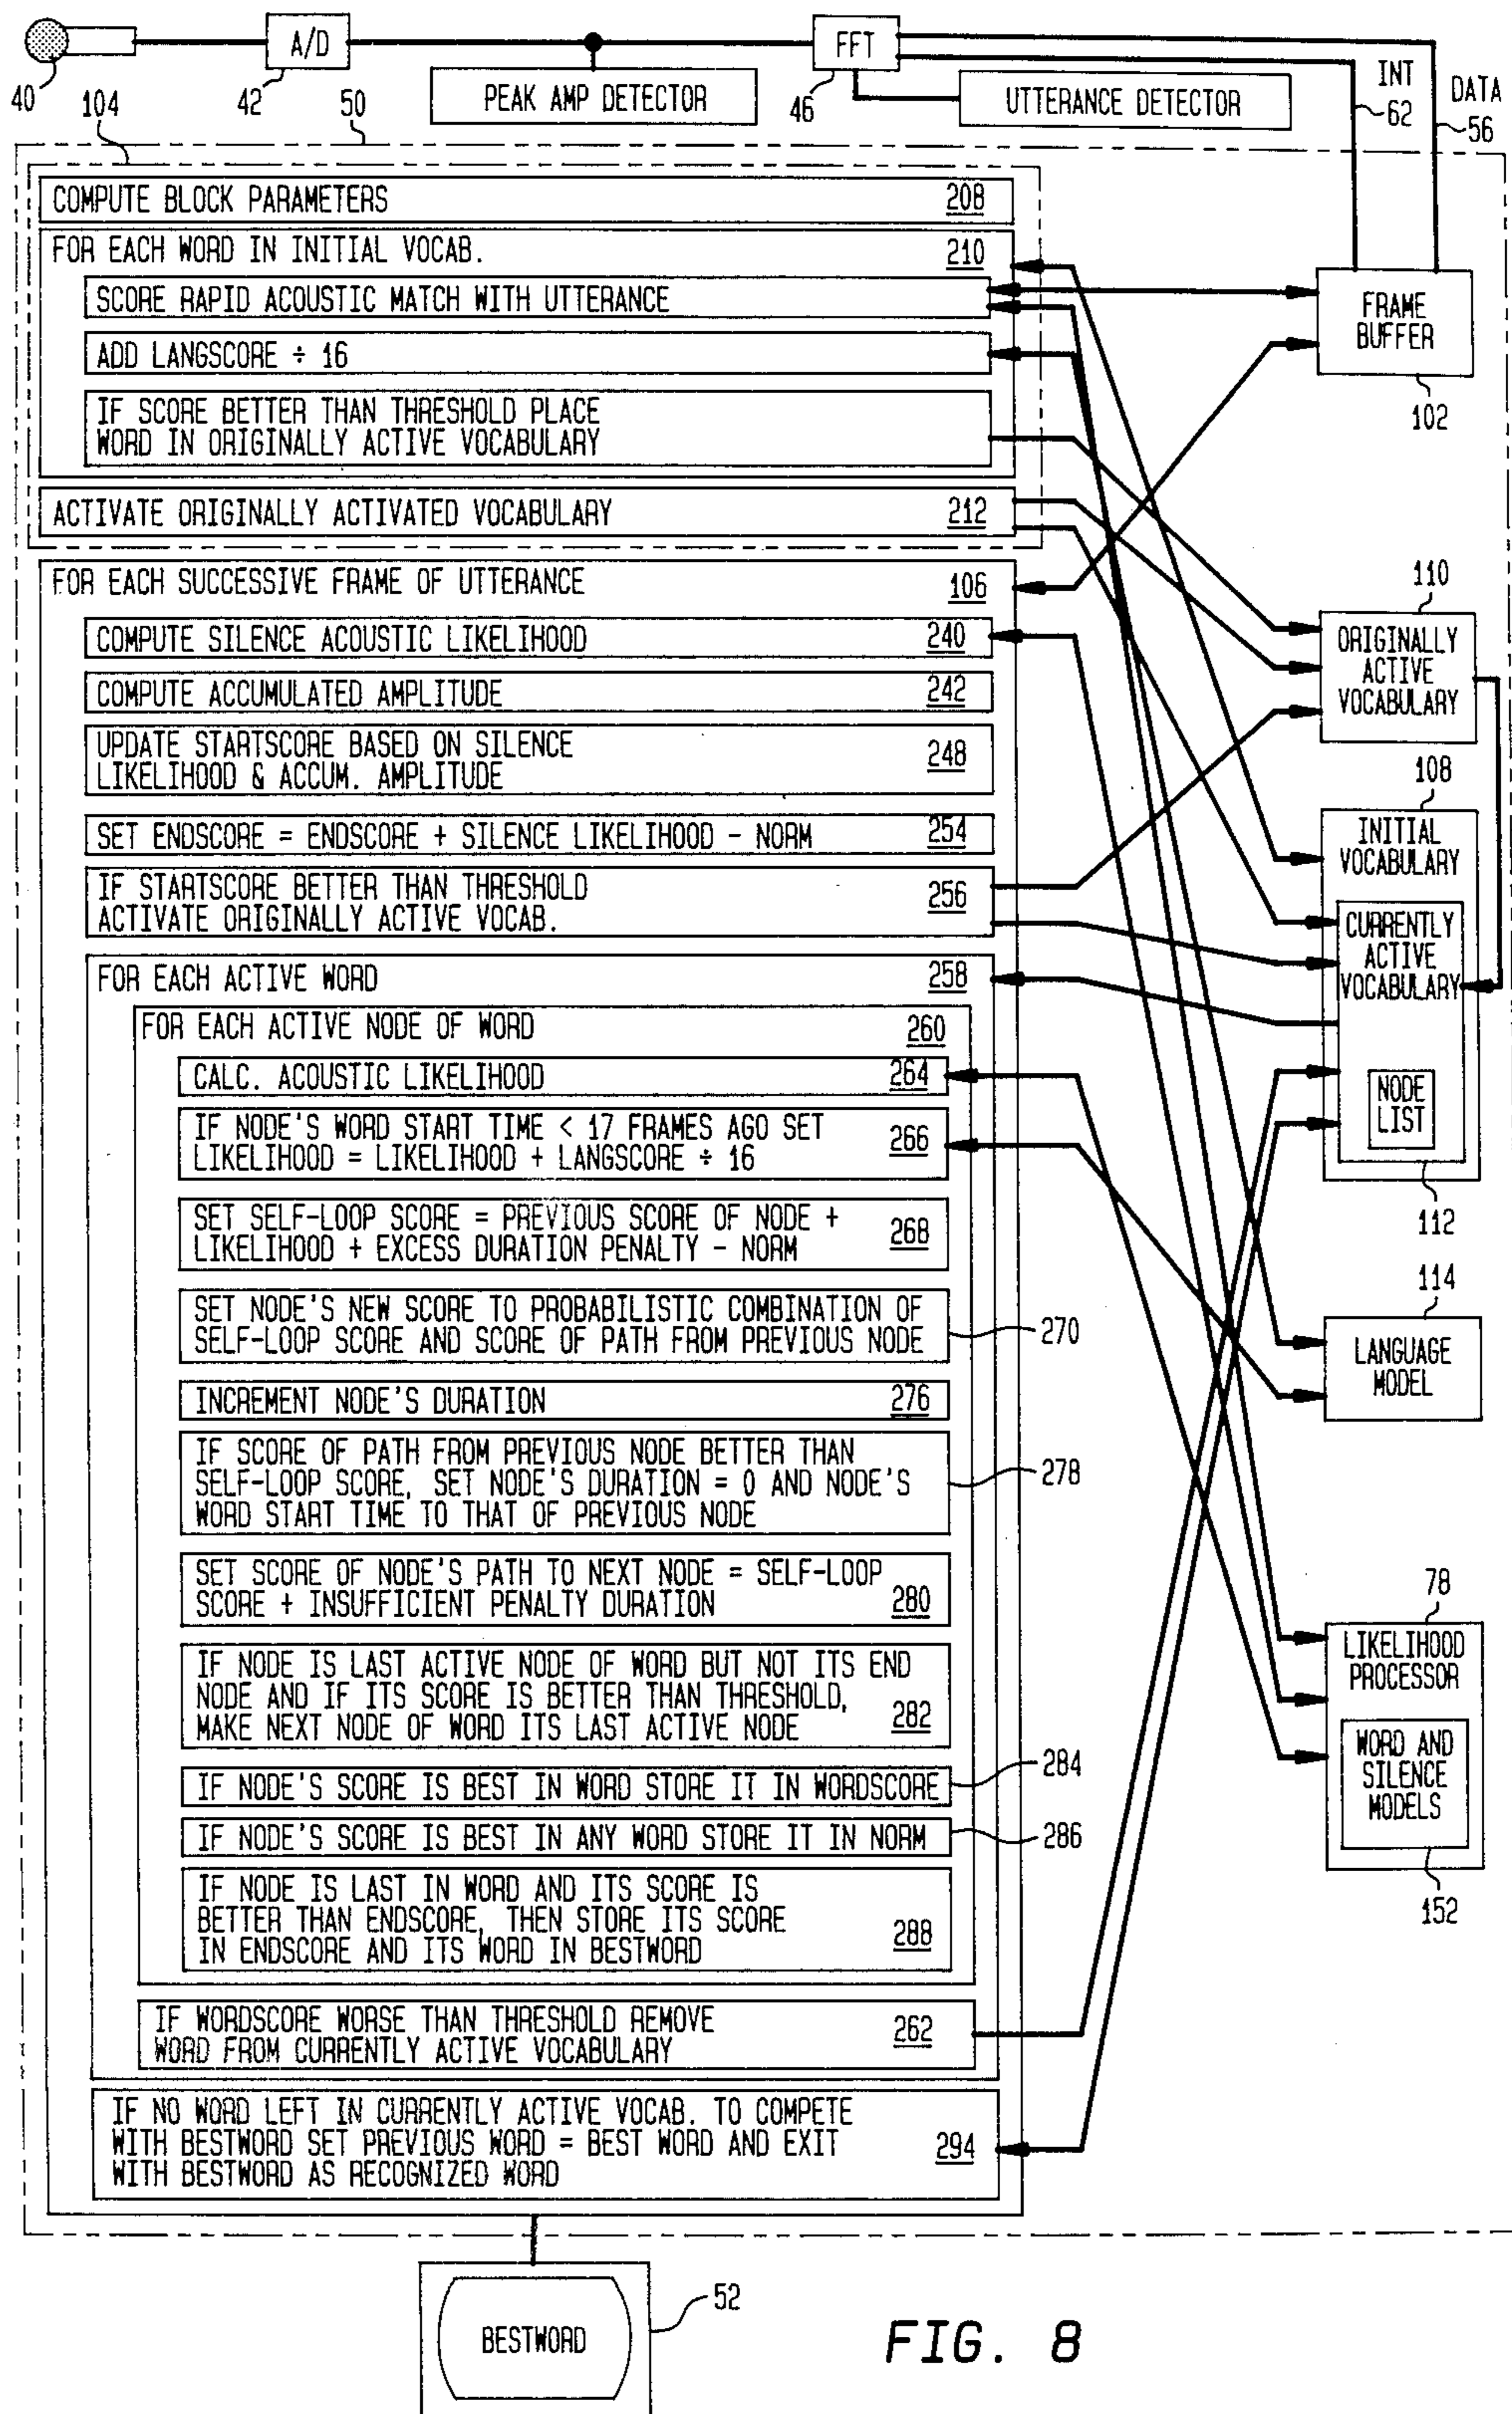 A/D
FFT
40
42
PEAK AMP DETECTOR
46
UTTERANCE DETECTOR
INT
62
DATA
56
104
50
COMPUTE BLOCK PARAMETERS 208
FOR EACH WORD IN INITIAL VOCAB. 210
SCORE RAPID ACOUSTIC MATCH WITH UTTERANCE
ADD LANGSCORE ÷ 16
IF SCORE BETTER THAN THRESHOLD PLACE
WORD IN ORIGINALLY ACTIVE VOCABULARY
ACTIVATE ORIGINALLY ACTIVATED VOCABULARY 212
FRAME
BUFFER
102
FOR EACH SUCCESSIVE FRAME OF UTTERANCE 106
COMPUTE SILENCE ACOUSTIC LIKELIHOOD 240
COMPUTE ACCUMULATED AMPLITUDE 242
UPDATE STARTSCORE BASED ON SILENCE
LIKELIHOOD & ACCUM. AMPLITUDE 248
SET ENDSCORE = ENDSCORE + SILENCE LIKELIHOOD - NORM 254
IF STARTSCORE BETTER THAN THRESHOLD
ACTIVATE ORIGINALLY ACTIVE VOCAB. 256
110
ORIGINALLY
ACTIVE
VOCABULARY
108
INITIAL
VOCABULARY
CURRENTLY
ACTIVE
VOCABULARY
NODE
LIST
112
FOR EACH ACTIVE WORD 258
FOR EACH ACTIVE NODE OF WORD 260
CALC. ACOUSTIC LIKELIHOOD 264
IF NODE'S WORD START TIME < 17 FRAMES AGO SET
LIKELIHOOD = LIKELIHOOD + LANGSCORE ÷ 16 266
SET SELF-LOOP SCORE = PREVIOUS SCORE OF NODE +
LIKELIHOOD + EXCESS DURATION PENALTY - NORM 268
SET NODE'S NEW SCORE TO PROBABILISTIC COMBINATION OF
SELF-LOOP SCORE AND SCORE OF PATH FROM PREVIOUS NODE 270
INCREMENT NODE'S DURATION 276
IF SCORE OF PATH FROM PREVIOUS NODE BETTER THAN
SELF-LOOP SCORE, SET NODE'S DURATION = 0 AND NODE'S
WORD START TIME TO THAT OF PREVIOUS NODE
278
SET SCORE OF NODE'S PATH TO NEXT NODE = SELF-LOOP
SCORE + INSUFFICIENT PENALTY DURATION 280
IF NODE IS LAST ACTIVE NODE OF WORD BUT NOT ITS END
NODE AND IF ITS SCORE IS BETTER THAN THRESHOLD,
MAKE NEXT NODE OF WORD ITS LAST ACTIVE NODE 282
IF NODE'S SCORE IS BEST IN WORD STORE IT IN WORDSCORE 284
IF NODE'S SCORE IS BEST IN ANY WORD STORE IT IN NORM 286
IF NODE IS LAST IN WORD AND ITS SCORE IS
BETTER THAN ENDSCORE, THEN STORE ITS SCORE
IN ENDSCORE AND ITS WORD IN BESTWORD 288
114
LANGUAGE
MODEL
78
LIKELIHOOD
PROCESSOR
WORD AND
SILENCE
MODELS
152
IF WORDSCORE WORSE THAN THRESHOLD REMOVE
WORD FROM CURRENTLY ACTIVE VOCABULARY 262
IF NO WORD LEFT IN CURRENTLY ACTIVE VOCAB. TO COMPETE
WITH BESTWORD SET PREVIOUS WORD = BEST WORD AND EXIT
WITH BESTWORD AS RECOGNIZED WORD 294
BESTWORD
52
FIG. 8